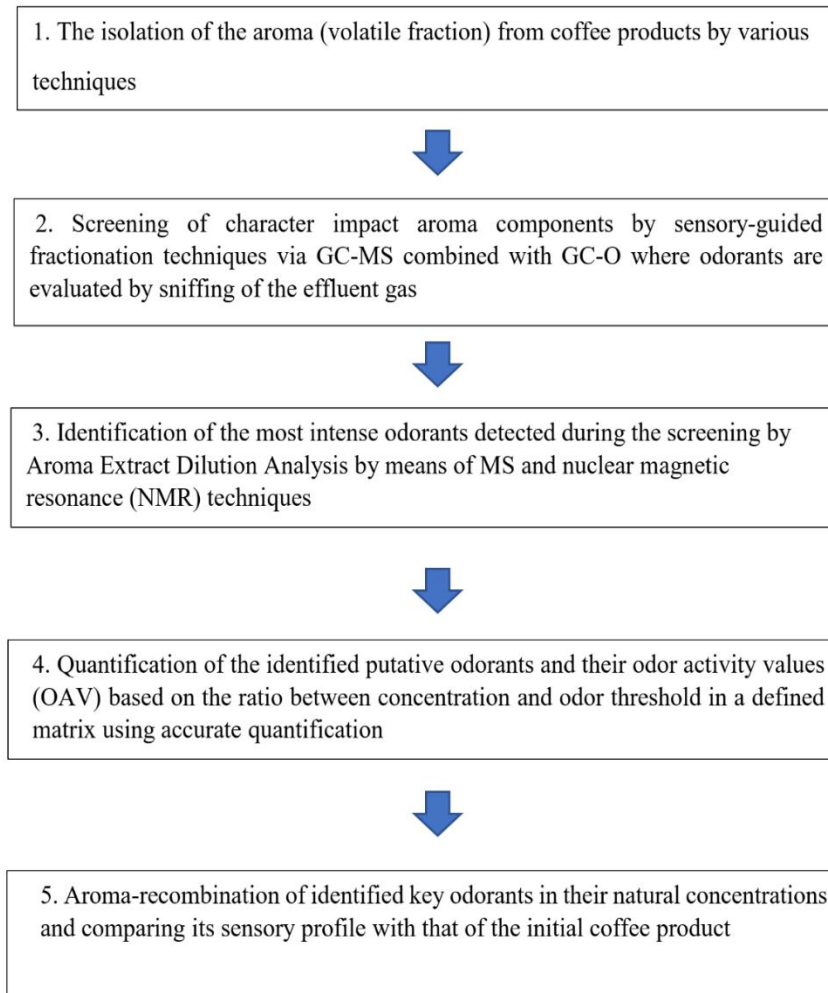 1. The isolation of the aroma (volatile fraction) from coffee products by various
techniques
2. Screening of character impact aroma components by sensory-guided
fractionation techniques via GC-MS combined with GC-O where odorants are
evaluated by sniffing of the effluent gas
3. Identification of the most intense odorants detected during the screening by
Aroma Extract Dilution Analysis by means of MS and nuclear magnetic
resonance (NMR) techniques
4. Quantification of the identified putative odorants and their odor activity values
(OAV) based on the ratio between concentration and odor threshold in a defined
matrix using accurate quantification
5. Aroma-recombination of identified key odorants in their natural concentrations
and comparing its sensory profile with that of the initial coffee product